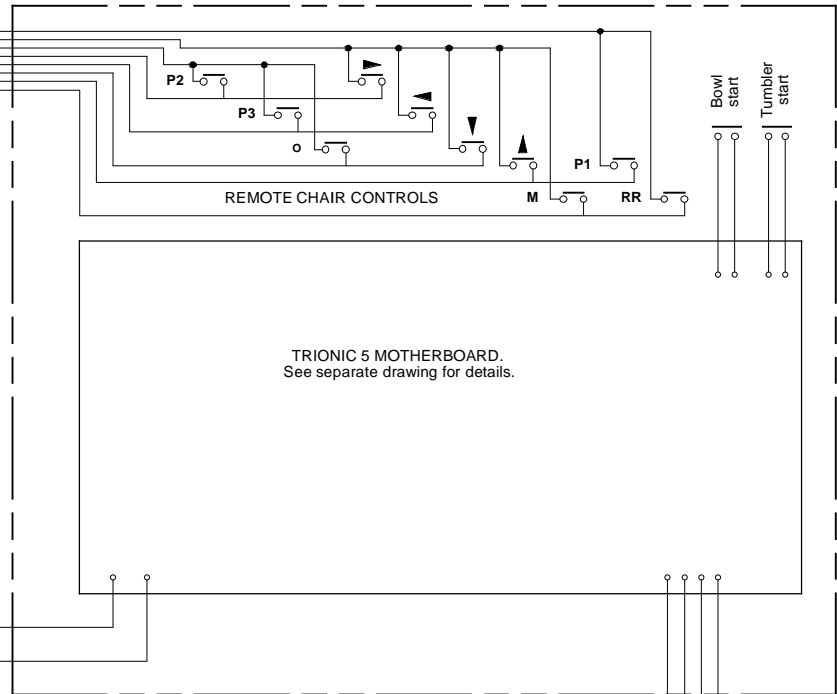 P2
P3
O
P1
M
RR
Bowl
start
Tumbler
start
REMOTE CHAIR CONTROLS
TRIONIC 5 MOTHERBOARD.
See separate drawing for details.